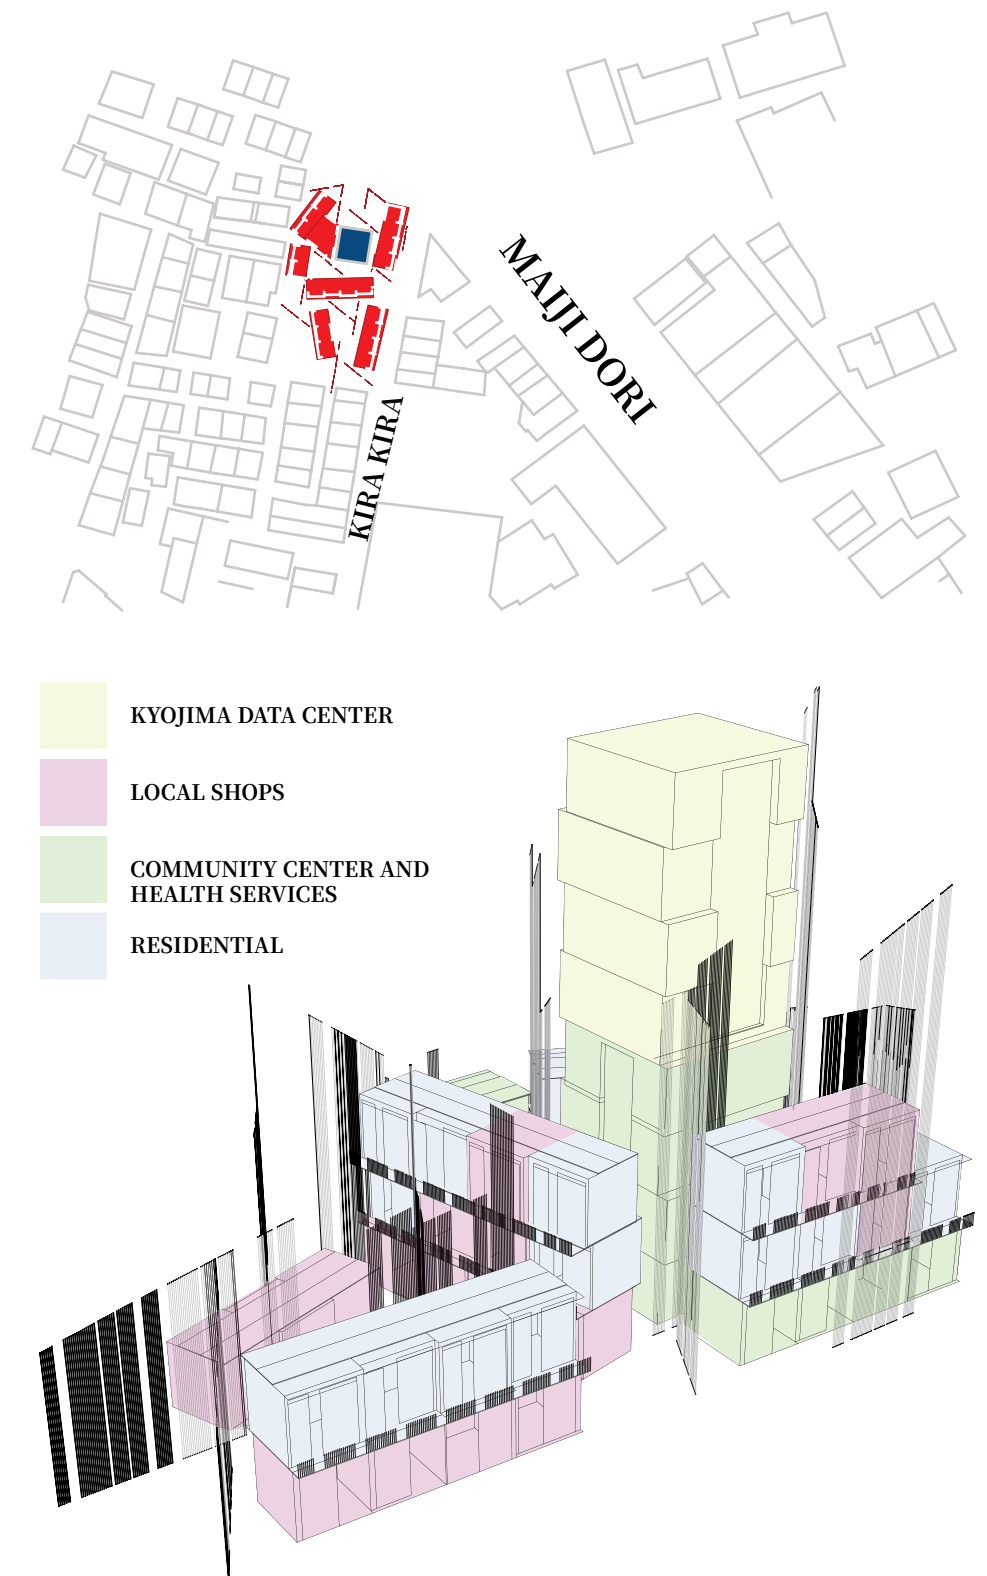 MAIJI DORI
KIRA KIRA
KYOJIMA DATA CENTER
LOCAL SHOPS
COMMUNITY CENTER AND
HEALTH SERVICES
RESIDENTIAL